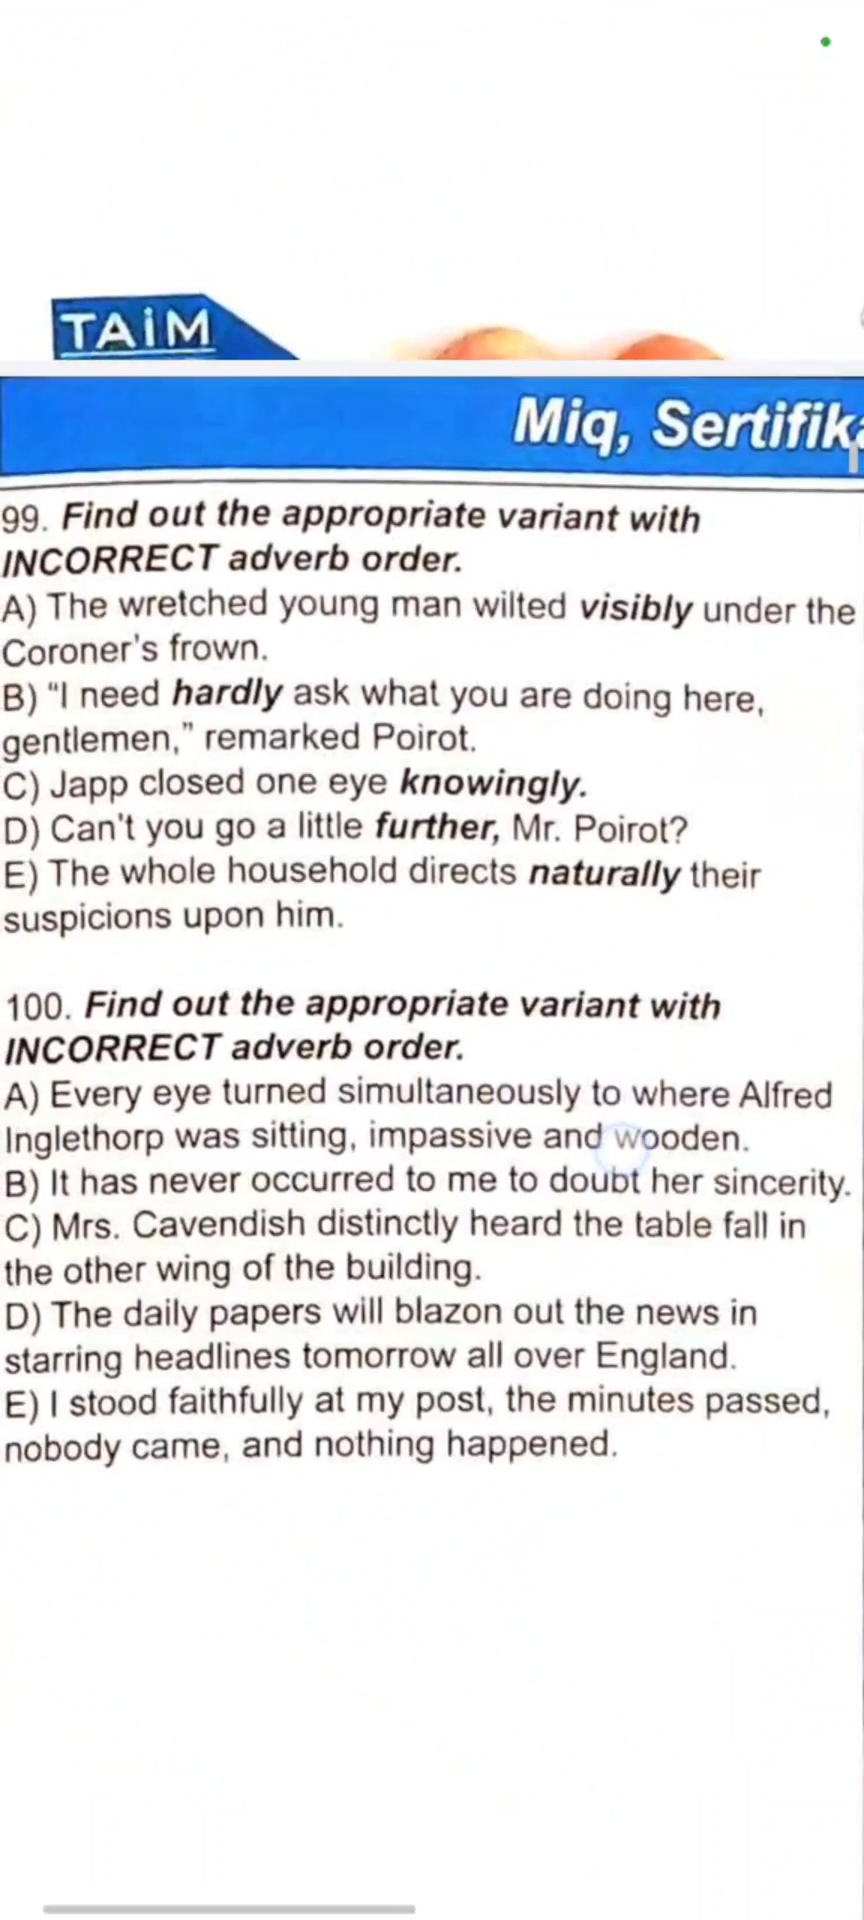 TAİM
Miq, Sertifik
99. Find out the appropriate variant with
INCORRECT adverb order.
A) The wretched young man wilted visibly under the
Coroner's frown.
B) “I need hardly ask what you are doing here,
gentlemen,” remarked Poirot.
C) Japp closed one eye knowingly.
D) Can't you go a little further, Mr. Poirot?
E) The whole household directs naturally their
suspicions upon him.
100. Find out the appropriate variant with
INCORRECT adverb order.
A) Every eye turned simultaneously to where Alfred
Inglethorp was sitting, impassive and wooden.
B) It has never occurred to me to doubt her sincerity.
C) Mrs. Cavendish distinctly heard the table fall in
the other wing of the building.
D) The daily papers will blazon out the news in
starring headlines tomorrow all over England.
E) I stood faithfully at my post, the minutes passed,
nobody came, and nothing happened.